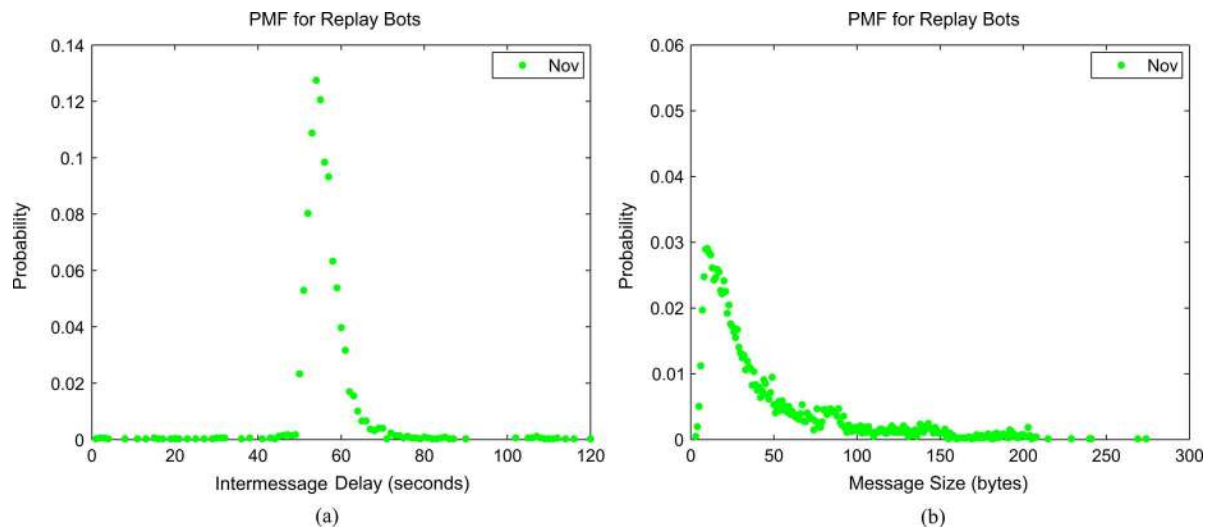 PMF for Replay Bots
0.14
0.12
0.1
0.08
0.06
0.04
0.02
0
Probability
Nov
0 20 40 60 80 100 120
Intermessage Delay (seconds)
(a)
PMF for Replay Bots
0.06
0.05
0.04
0.03
0.02
0.01
0
Probability
Nov
0 50 100 150 200 250 300
Message Size (bytes)
(b)